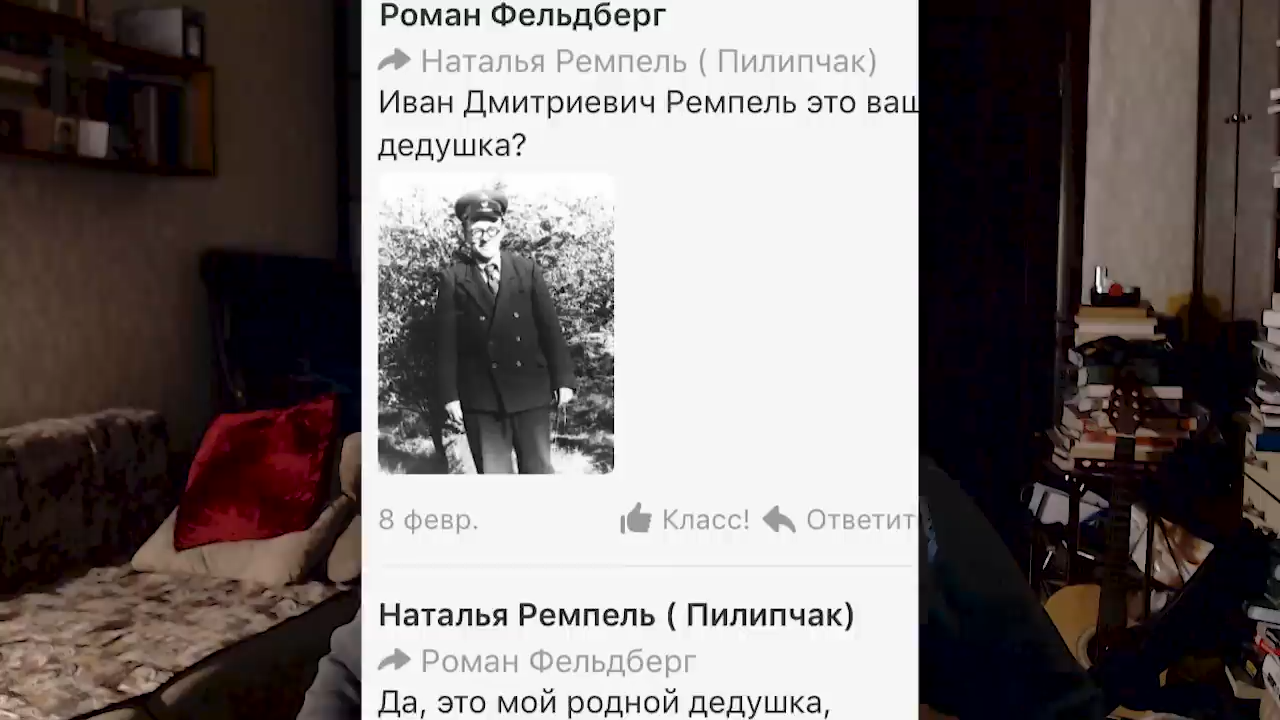 Роман Фельдберг
Наталья Ремпель ( Пилипчак)
Иван Дмитриевич Ремпель это ваш
дедушка?
8 февр. Класс! Ответит
Наталья Ремпель ( Пилипчак)
Роман Фельдберг
Да, это мой родной дедушка,